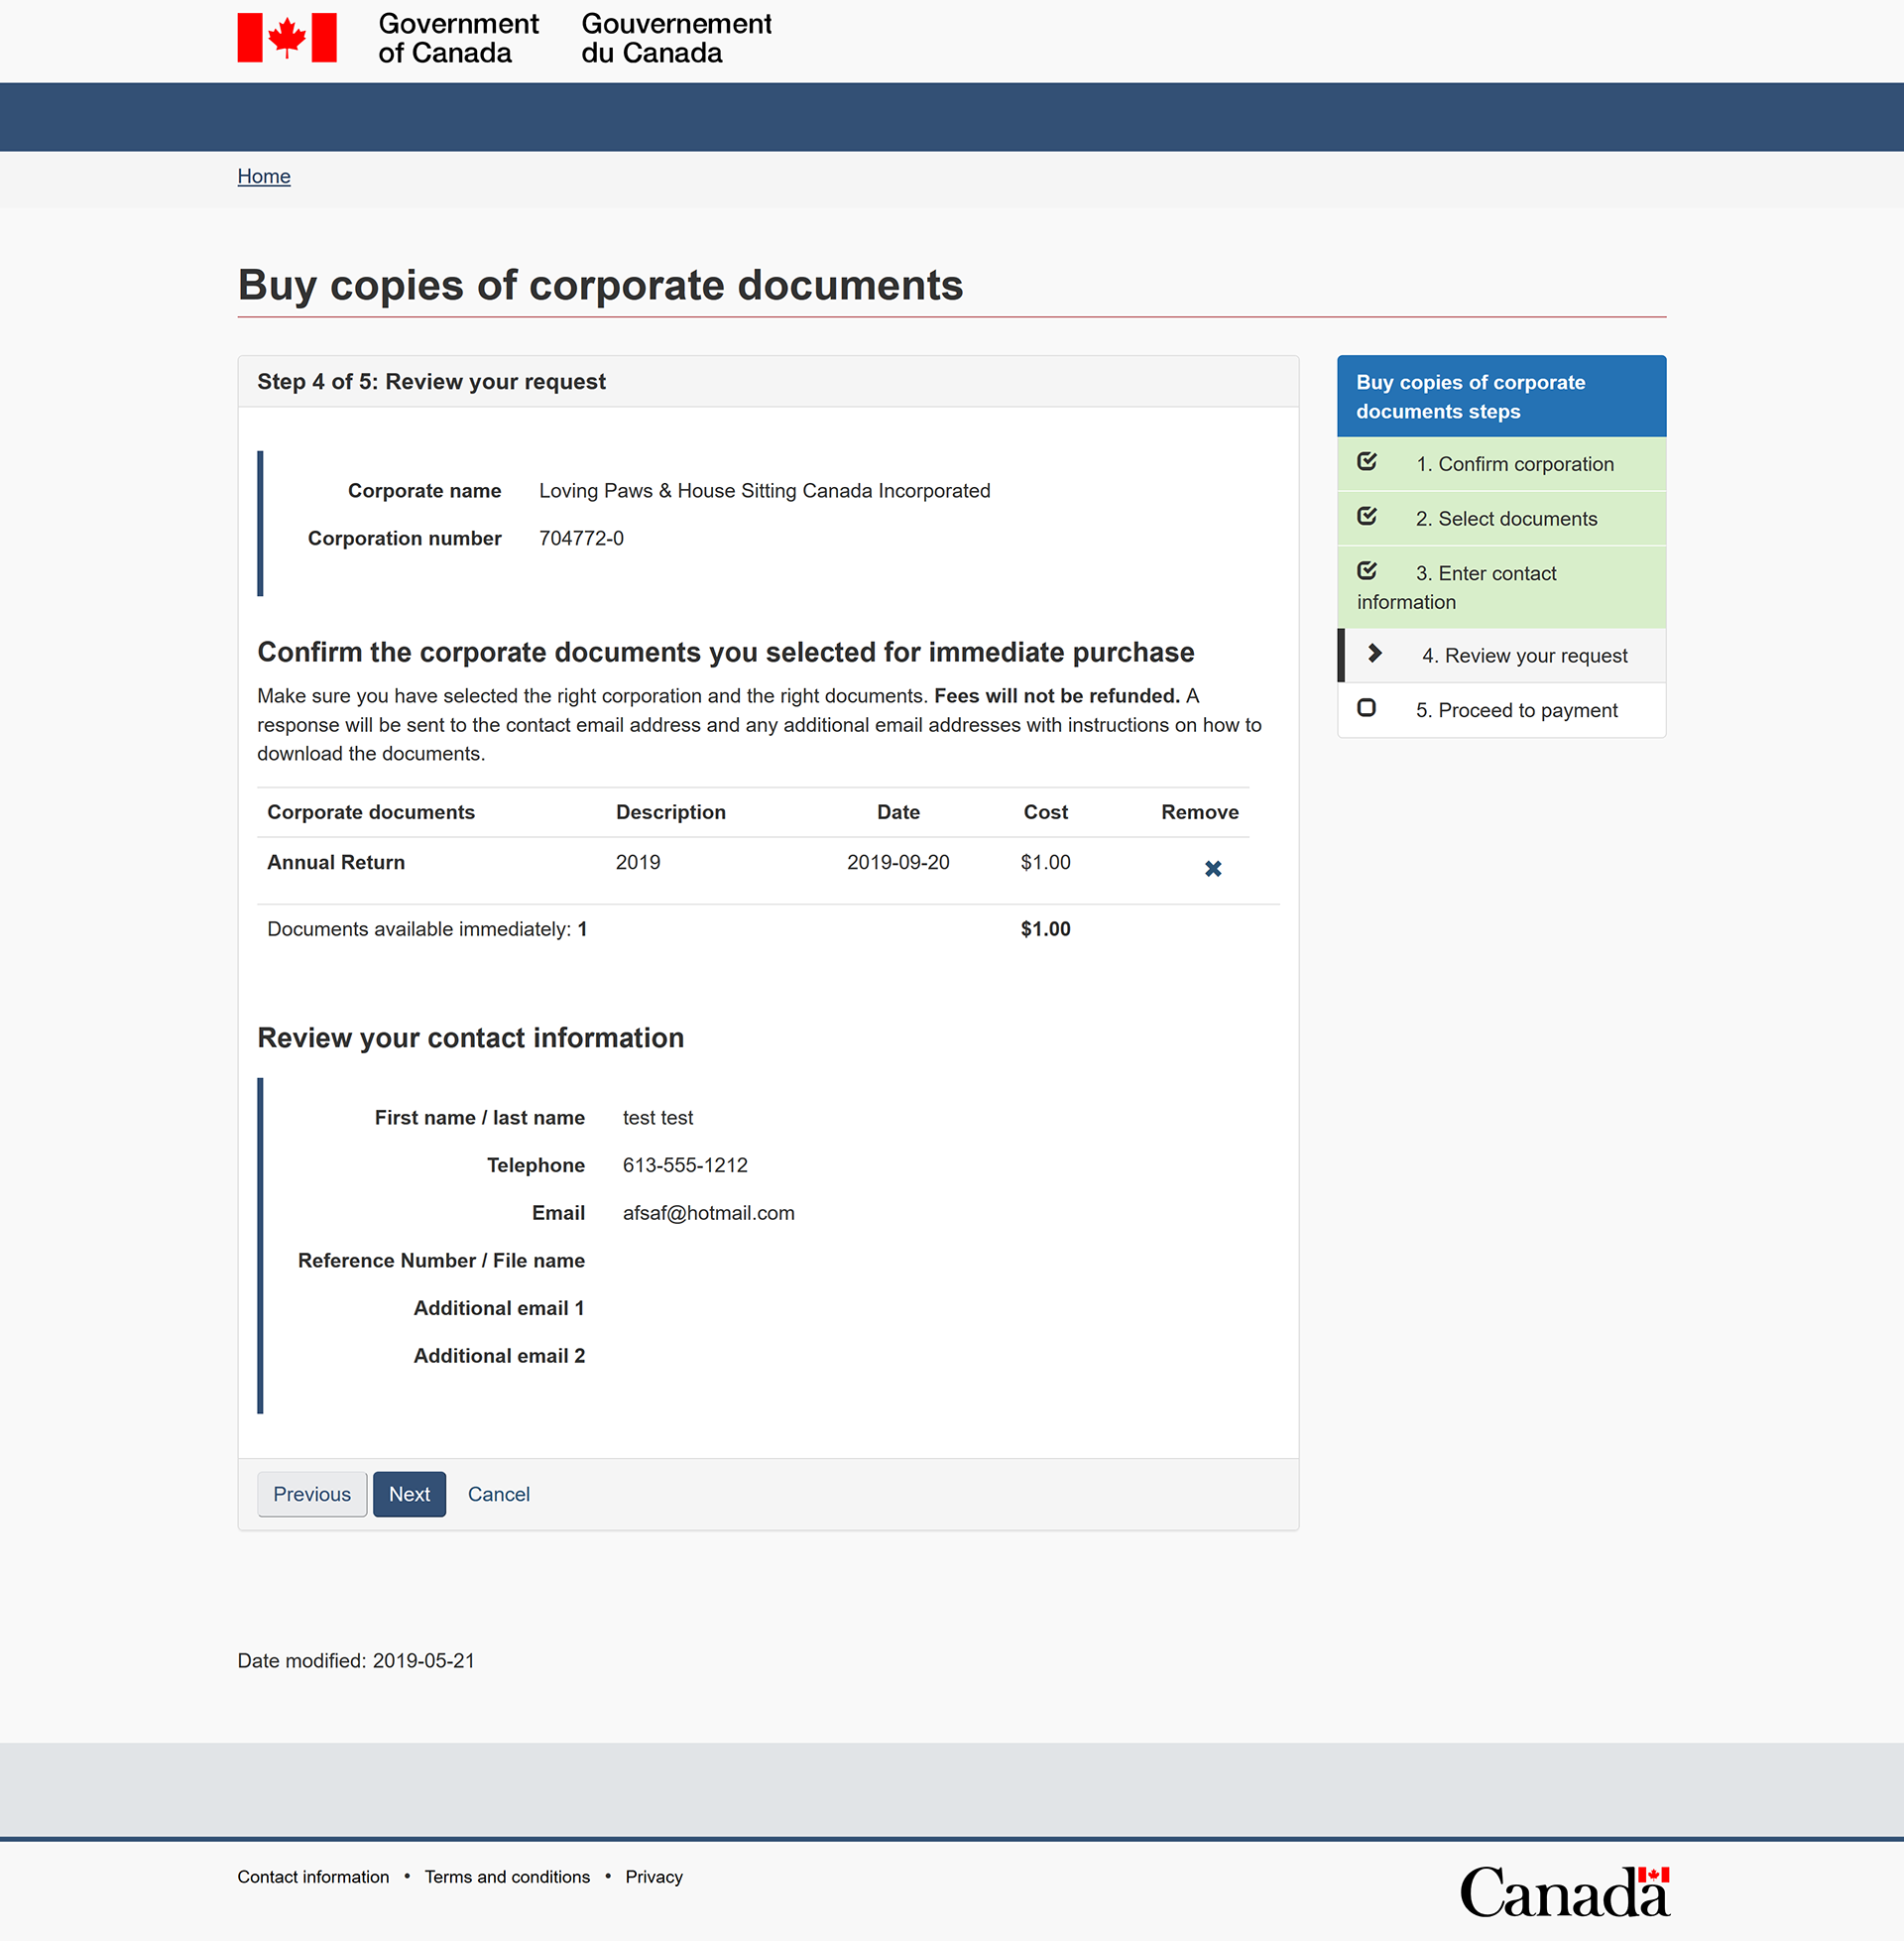 Government of Canada
Gouvernement du Canada
Home
Buy copies of corporate documents
Step 4 of 5: Review your request
Corporate name Loving Paws & House Sitting Canada Incorporated
Corporation number 704772-0
Confirm the corporate documents you selected for immediate purchase
Make sure you have selected the right corporation and the right documents. Fees will not be refunded. A
response will be sent to the contact email address and any additional email addresses with instructions on how to
download the documents.
Corporate documents Description Date Cost Remove
Annual Return 2019 2019-09-20 $1.00
Documents available immediately: 1 $1.00
Review your contact information
First name / last name test test
Telephone 613-555-1212
Email afsaf@hotmail.com
Reference Number / File name
Additional email 1
Additional email 2
Previous Next Cancel
Buy copies of corporate
documents steps
1. Confirm corporation
2. Select documents
3. Enter contact
information
4. Review your request
5. Proceed to payment
Date modified: 2019-05-21
Contact information • Terms and conditions • Privacy
Canada